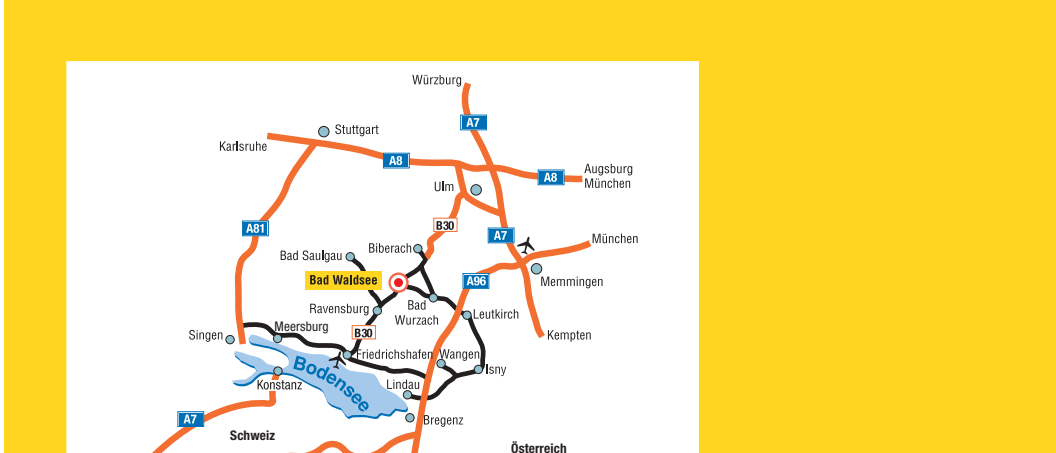 Würzburg
A7
Stuttgart
Karlsruhe
A8
Augsburg
München
A8
Ulm
B30
A81
A7
München
Biberach
Bad Saulgau
Bad Waldsee
A96
Memmingen
Ravensburg
Bad
Wurzach
Leutkirch
B30
Meersburg
Singen
Kempten
Friedrichshafen
Wangen
Isny
Bodensee
Konstanz
Lindau
A7
Bregenz
Schweiz
Österreich